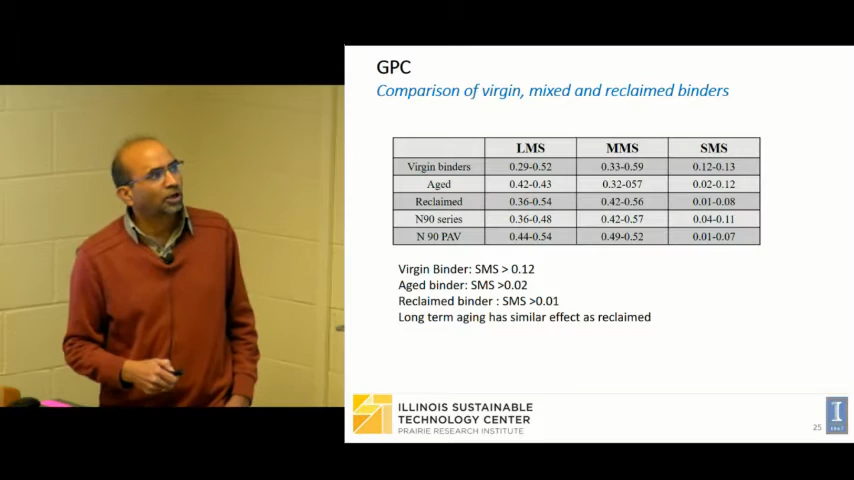 GPC
Comparison of virgin, mixed and reclaimed binders
LMS MMS SMS
Virgin binders 0.29-0.52 0.33-0.59 0.12-0.13
Aged 0.42-0.43 0.32-057 0.02-0.12
Reclaimed 0.36-0.54 0.42-0.56 0.01-0.08
N90 series 0.36-0.48 0.42-0.57 0.04-0.11
N 90 PAV 0.44-0.54 0.49-0.52 0.01-0.07
Virgin Binder: SMS > 0.12
Aged binder: SMS >0.02
Reclaimed binder : SMS >0.01
Long term aging has similar effect as reclaimed
ILLINOIS SUSTAINABLE
TECHNOLOGY CENTER
PRAIRIE RESEARCH INSTITUTE
25
I